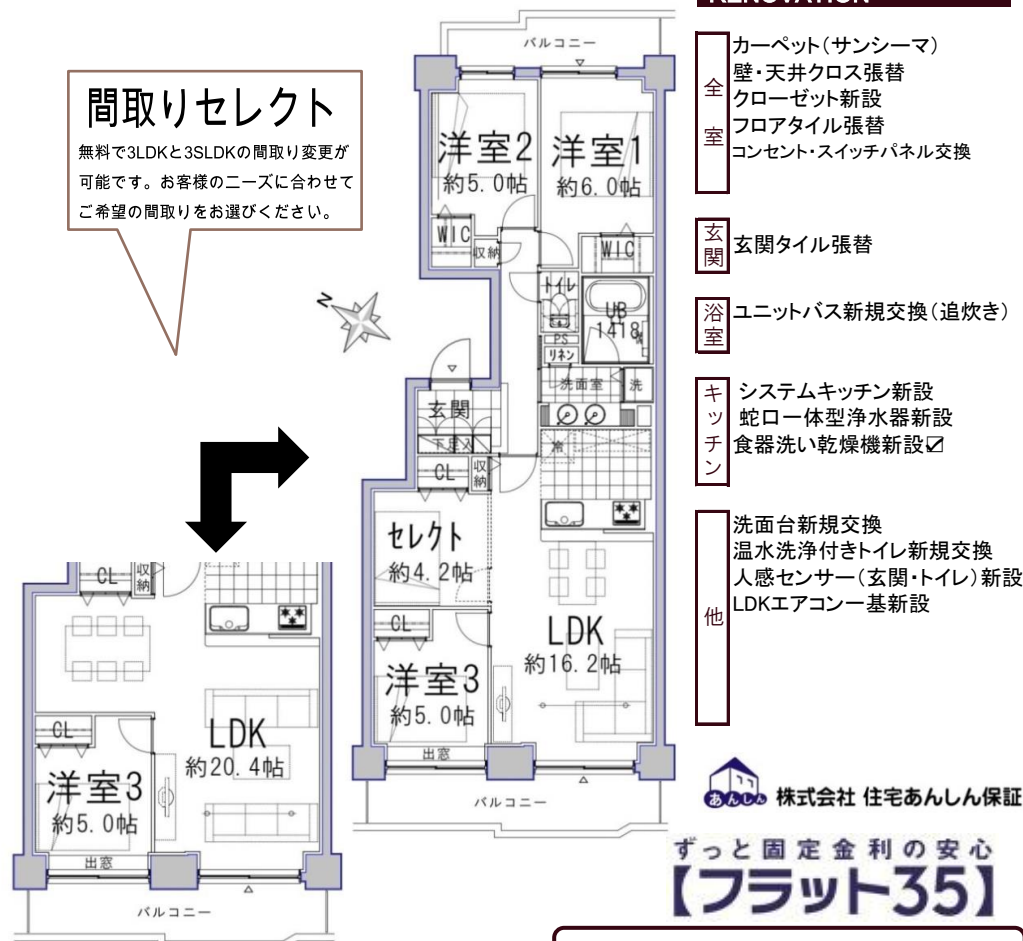 間取りセレクト
無料で3LDKと3SLDKの間取り変更が
可能です。お客様のニーズに合わせて
ご希望の間取りをお選びください。
バルコニー
洋室2
約5.0帖
洋室1
約6.0帖
WIC
収納
WIC
トイレ
UB
1418
PS
リネン
洗面室
洗
玄関
下足入
冷
CL
収納
セレクト
約4.2帖
CL
洋室3
約5.0帖
LDK
約16.2帖
出窓
バルコニー
N
CL
収納
CL
洋室3
約5.0帖
LDK
約20.4帖
出窓
バルコニー
RENOVATION
全室
カーペット(サンシーマ)
壁・天井クロス張替
クローゼット新設
フロアタイル張替
コンセント・スイッチパネル交換
玄関
玄関タイル張替
浴室
ユニットバス新規交換(追炊き)
キッチン
システムキッチン新設
蛇口一体型浄水器新設
食器洗い乾燥機新設☑
他
洗面台新規交換
温水洗浄付きトイレ新規交換
人感センサー(玄関・トイレ)新設
LDKエアコン一基新設
あんしん 株式会社 住宅あんしん保証
ずっと固定金利の安心
【フラット35】